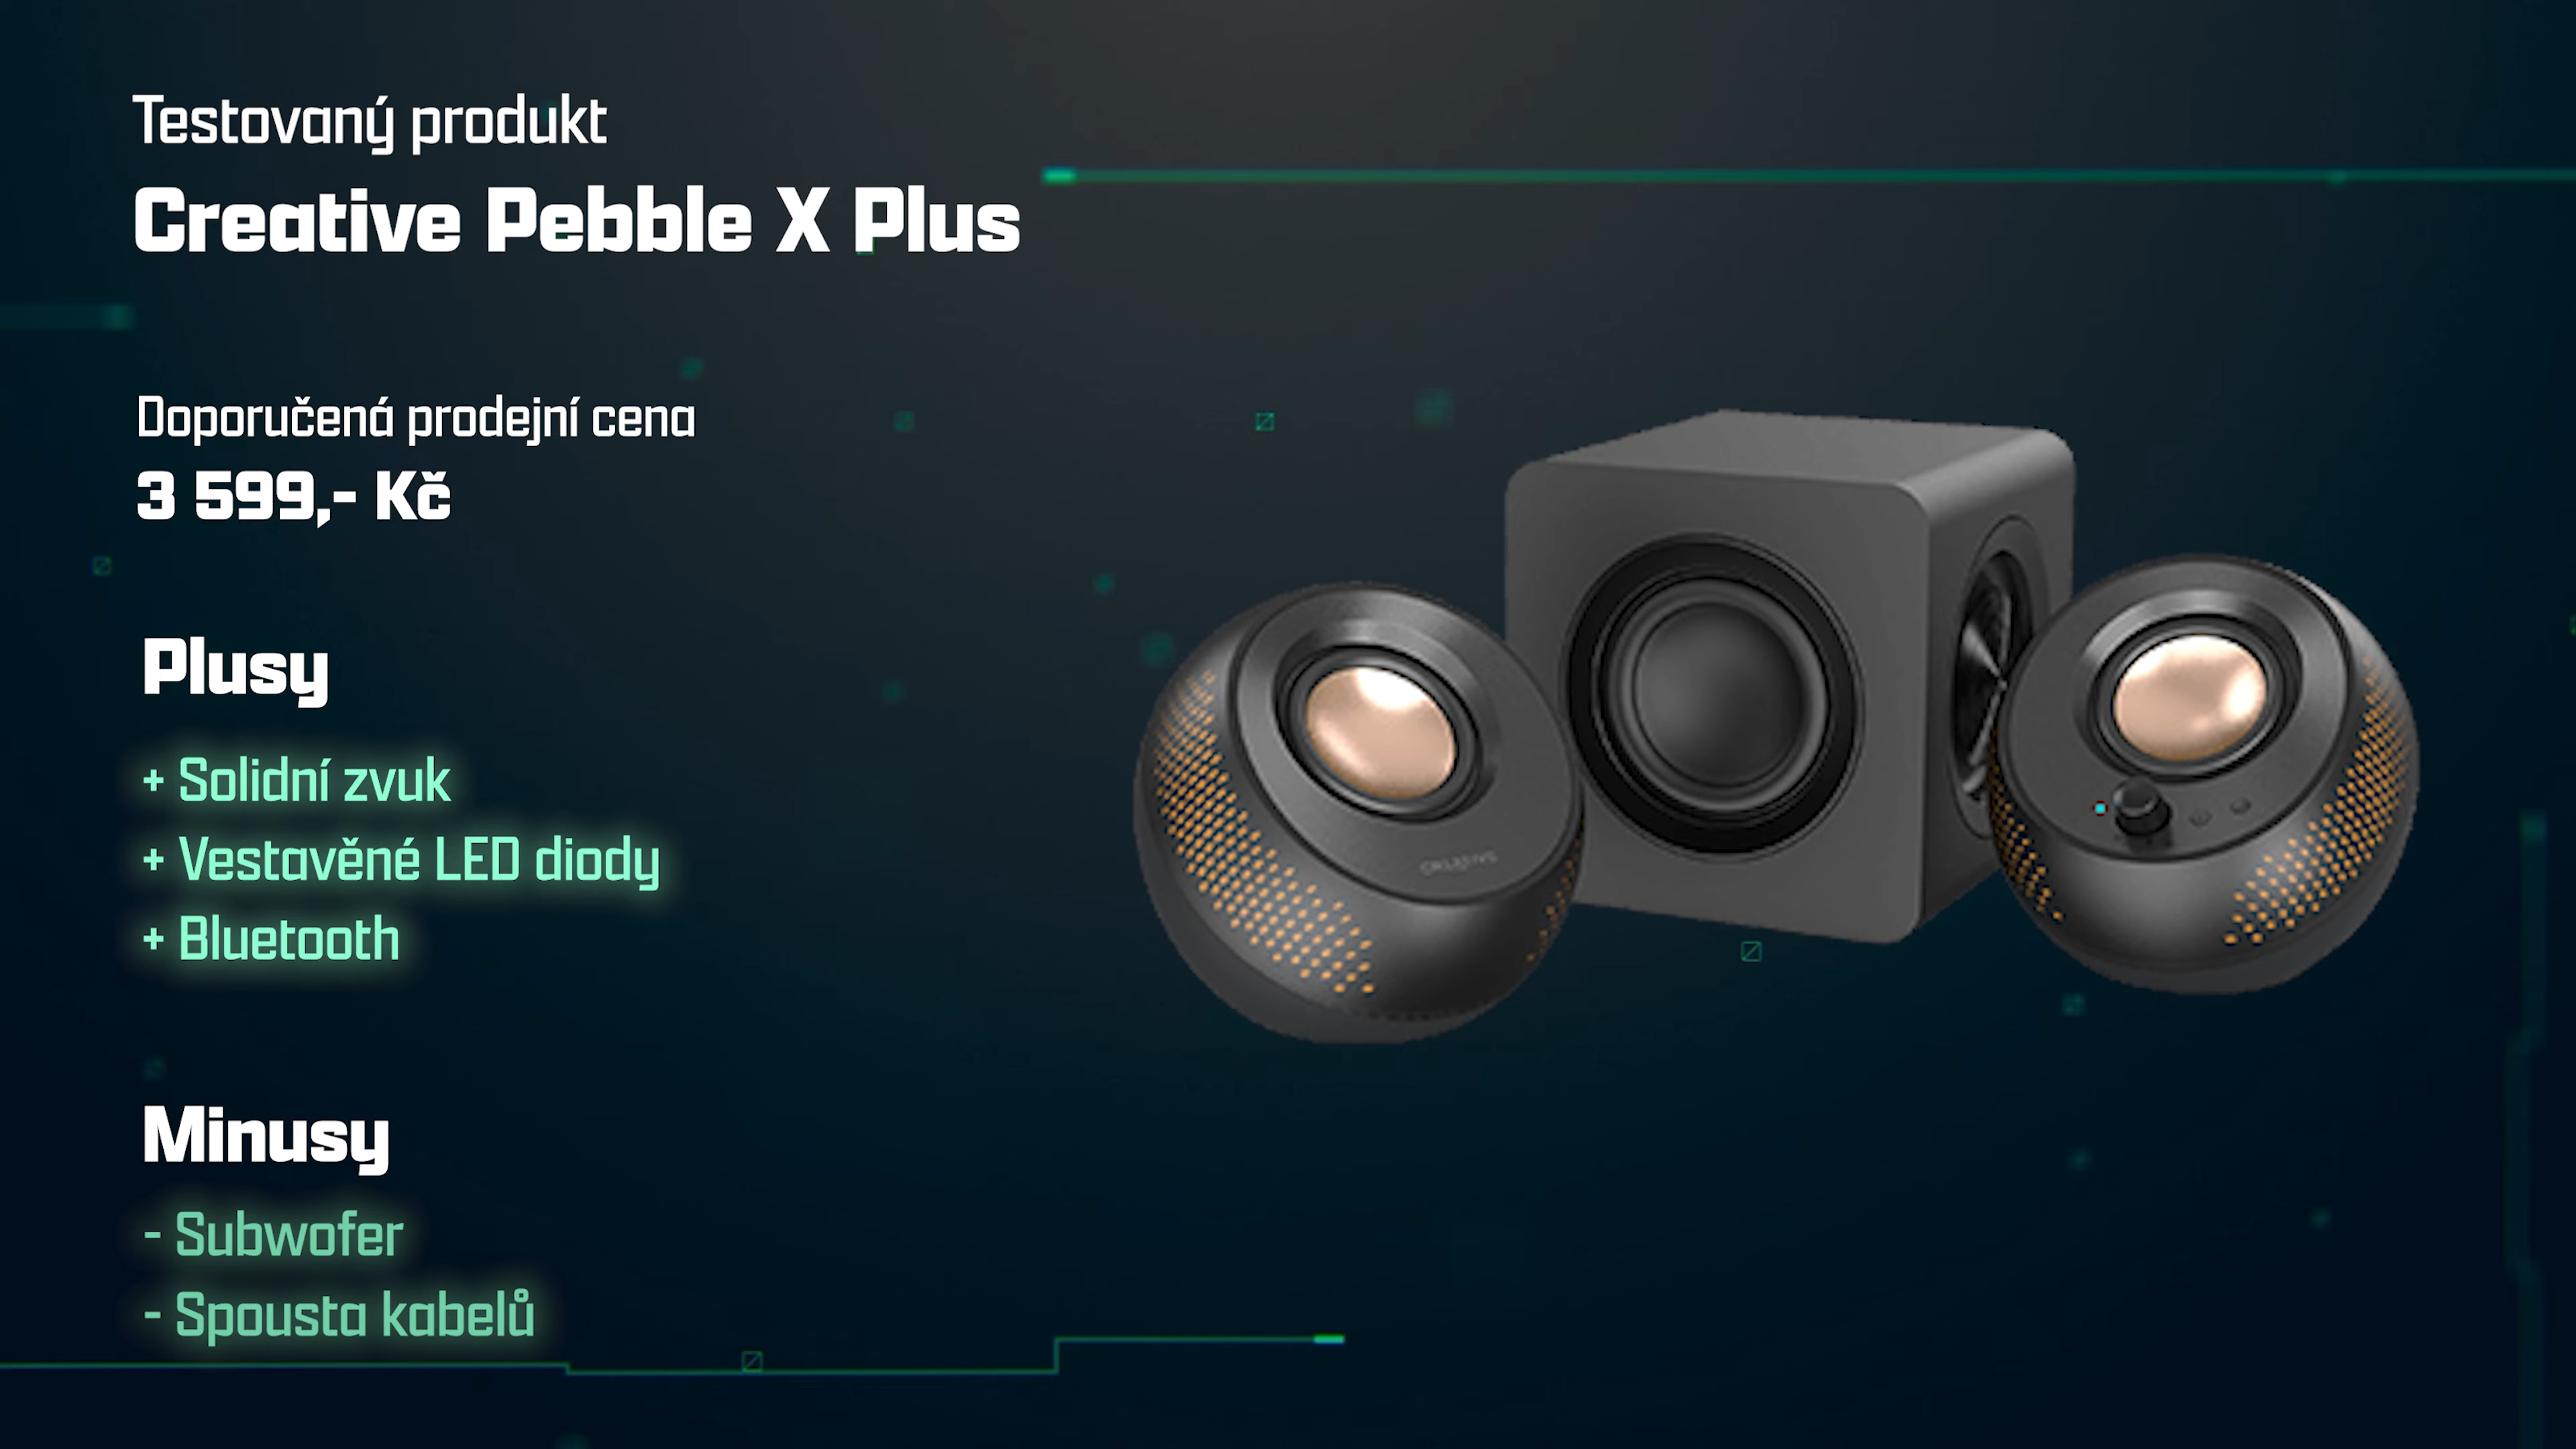 Testovaný produkt
Creative Pebble X Plus
Doporučená prodejní cena
3 599,- Kč
Plusy
+ Solidní zvuk
+ Vestavěné LED diody
+ Bluetooth
Minusy
- Subwofer
- Spousta kabelů
CREATIVE